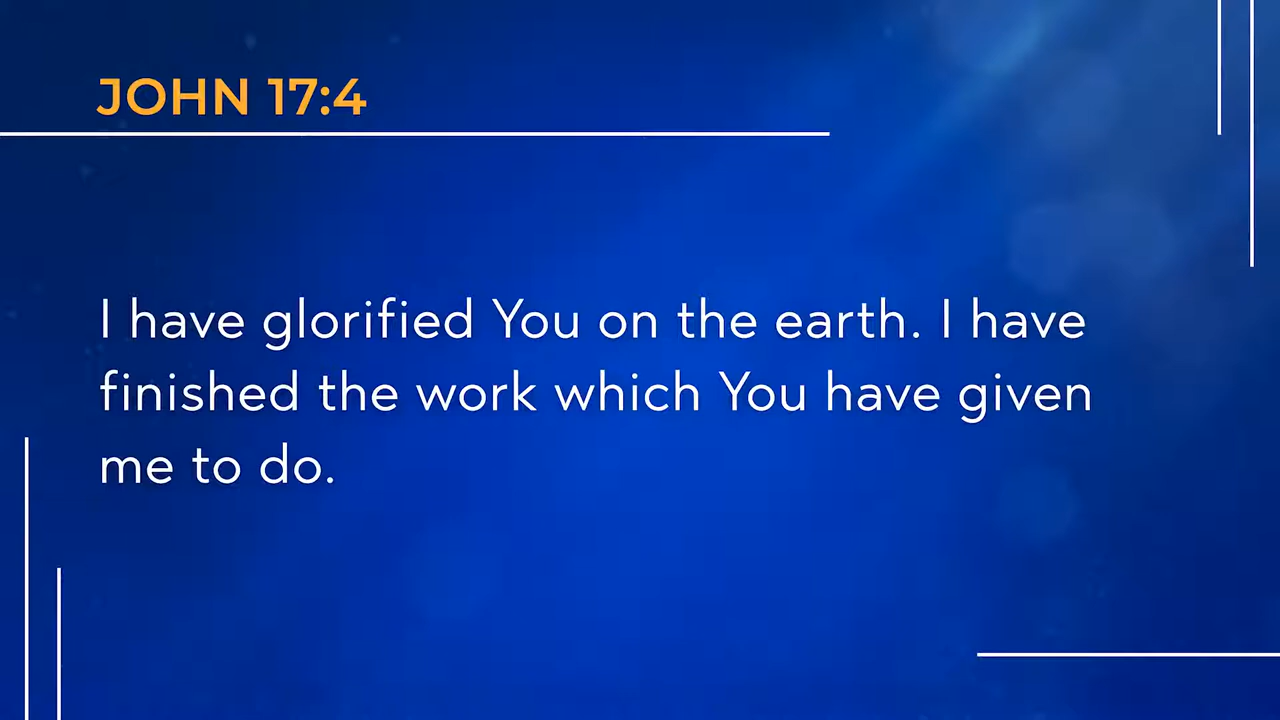 JOHN 17:4
I have glorified You on the earth. I have
finished the work which You have given
me to do.